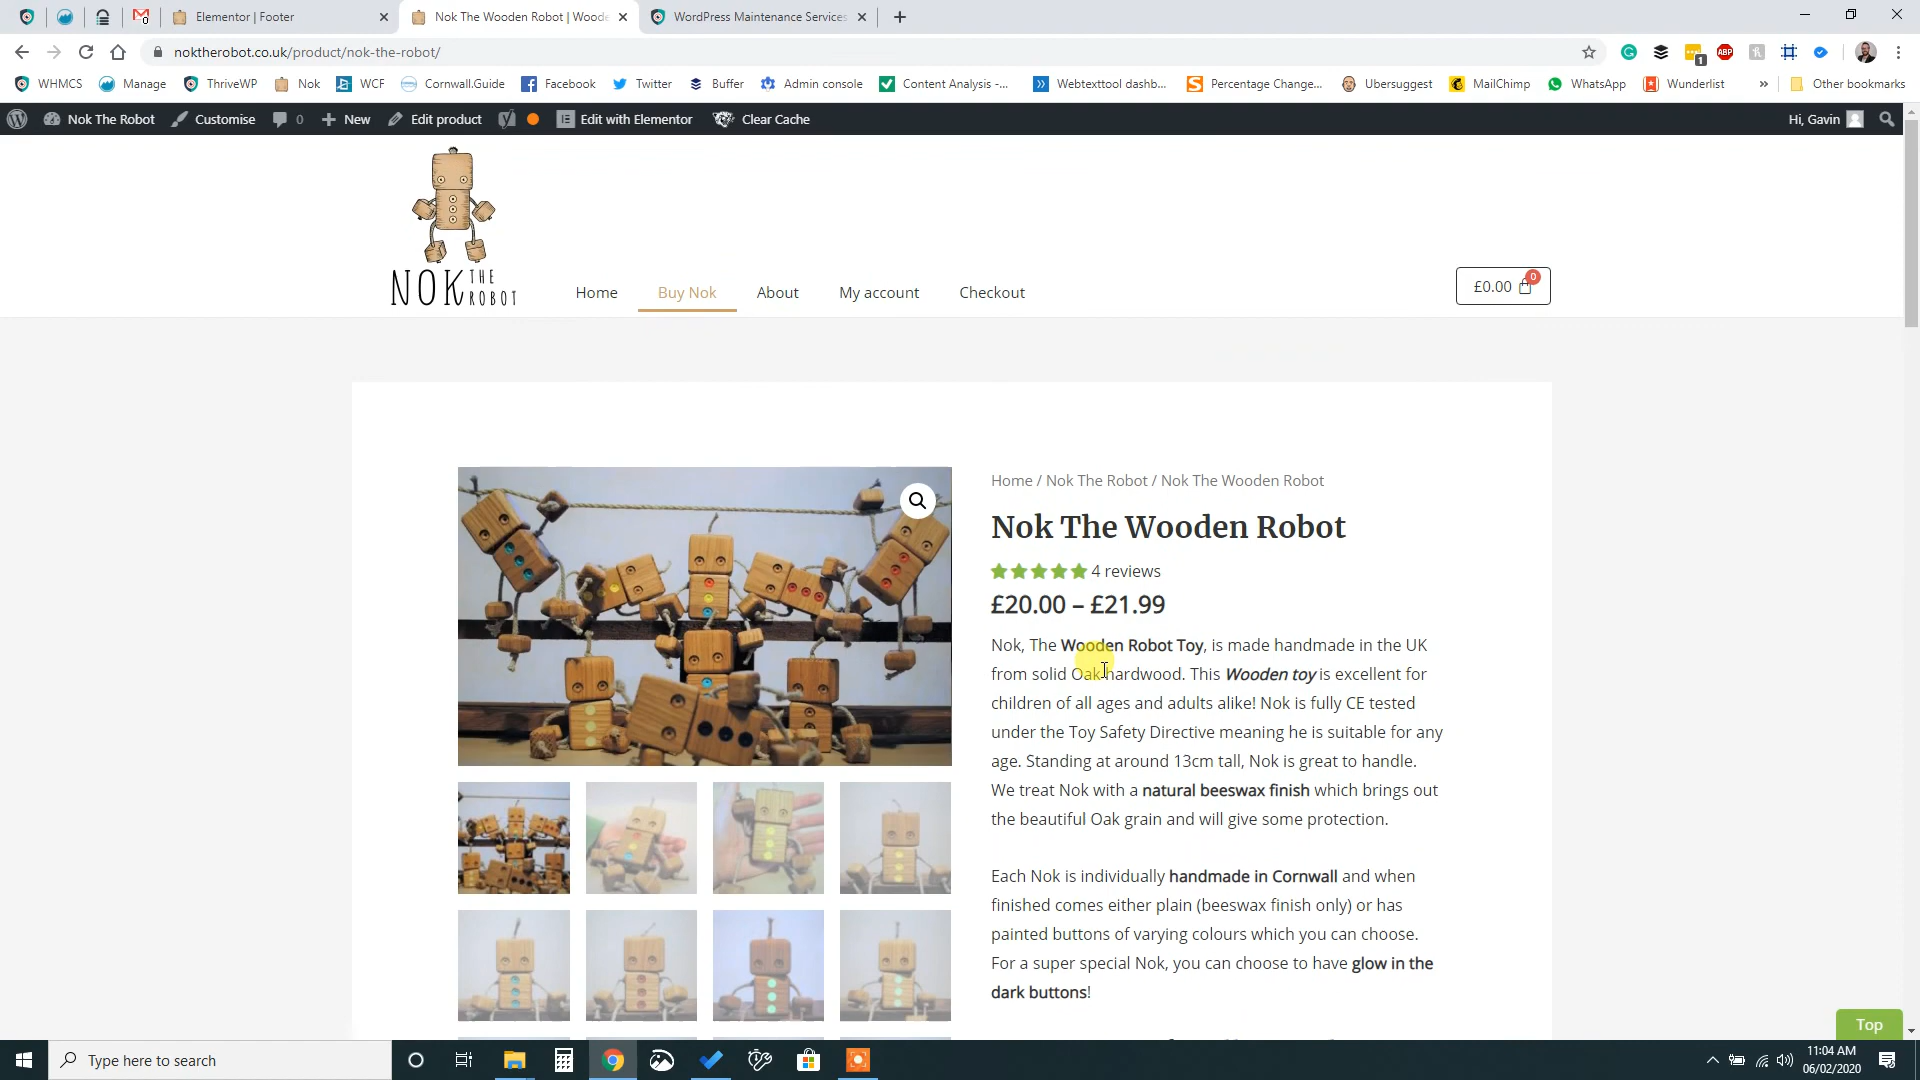 Elementor | Footer
Nok The Wooden Robot | Woode
WordPress Maintenance Services
noktherobot.co.uk/product/nok-the-robot/
WHMCS Manage ThriveWP Nok WCF Cornwall.Guide Facebook Twitter Buffer Admin console Content Analysis -... Webtexttool dashb... Percentage Change... Ubersuggest MailChimp WhatsApp Wunderlist » Other bookmarks
Nok The Robot Customise 0 New Edit product Edit with Elementor Clear Cache Hi, Gavin
NOK THE ROBOT
Home Buy Nok About My account Checkout £0.00 0
Home / Nok The Robot / Nok The Wooden Robot
Nok The Wooden Robot
4 reviews
£20.00 – £21.99
Nok, The Wooden Robot Toy, is made handmade in the UK
from solid Oak hardwood. This Wooden toy is excellent for
children of all ages and adults alike! Nok is fully CE tested
under the Toy Safety Directive meaning he is suitable for any
age. Standing at around 13cm tall, Nok is great to handle.
We treat Nok with a natural beeswax finish which brings out
the beautiful Oak grain and will give some protection.
Each Nok is individually handmade in Cornwall and when
finished comes either plain (beeswax finish only) or has
painted buttons of varying colours which you can choose.
For a super special Nok, you can choose to have glow in the
dark buttons!
Top
Type here to search
11:04 AM
06/02/2020